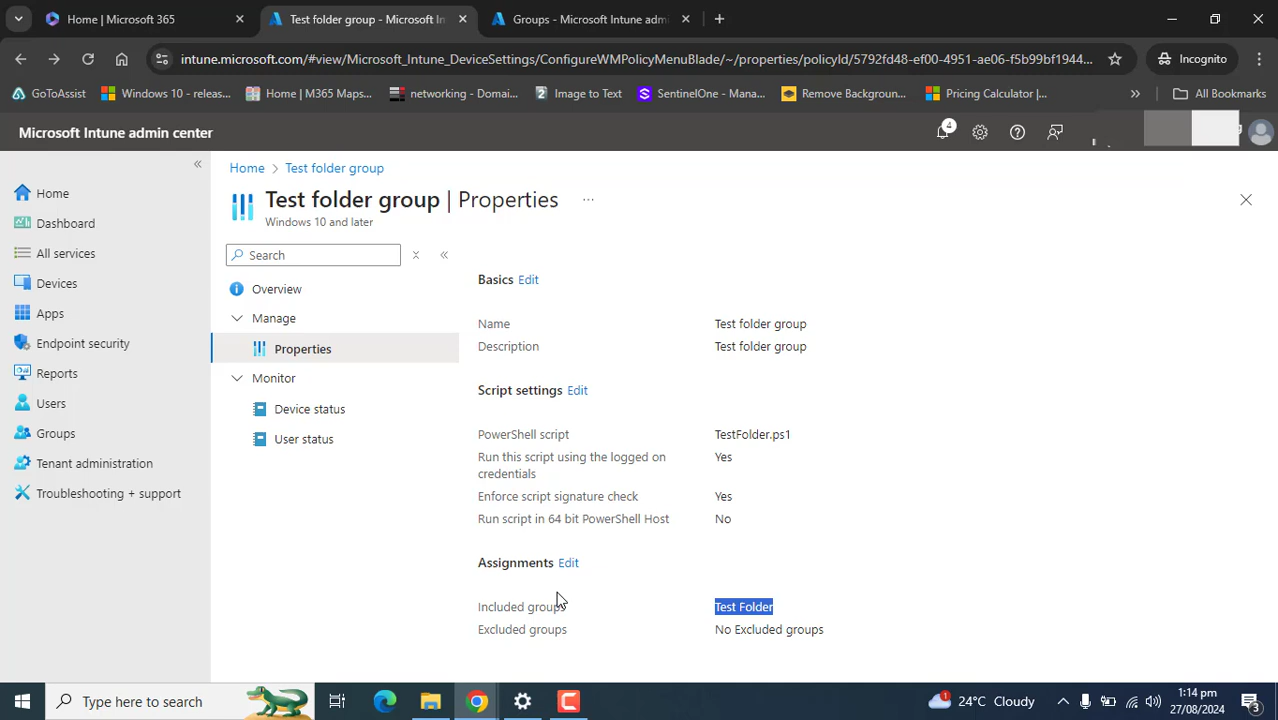 Home | Microsoft 365
Test folder group - Microsoft In
Groups - Microsoft Intune admi
intune.microsoft.com/#view/Microsoft_Intune_DeviceSettings/ConfigureWMPolicyMenuBlade/~/properties/policyId/5792fd48-ef00-4951-ae06-f5b99bf1944...
Incognito
GoToAssist
Windows 10 - releas...
Home | M365 Maps...
networking - Domai...
Image to Text
SentinelOne - Mana...
Remove Backgroun...
Pricing Calculator |...
All Bookmarks
Microsoft Intune admin center
4
Home
Dashboard
All services
Devices
Apps
Endpoint security
Reports
Users
Groups
Tenant administration
Troubleshooting + support
Home > Test folder group
Test folder group | Properties
Windows 10 and later
Search
Overview
Manage
Properties
Monitor
Device status
User status
Basics Edit
Name Test folder group
Description Test folder group
Script settings Edit
PowerShell script TestFolder.ps1
Run this script using the logged on Yes
credentials
Enforce script signature check Yes
Run script in 64 bit PowerShell Host No
Assignments Edit
Included groups Test Folder
Excluded groups No Excluded groups
Type here to search
1
24°C Cloudy
1:14 pm
27/08/2024
3